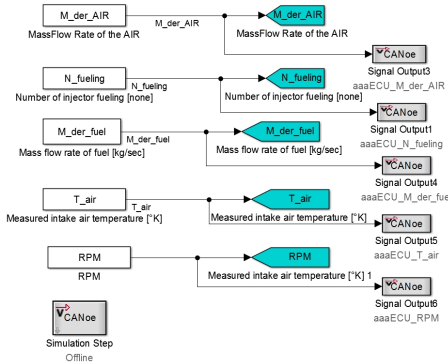 M_der_AIR
M_der_AIR
M_der_AIR
MassFlow Rate of the AIR
MassFlow Rate of the AIR
CANoe
Signal Output3
aaaECU_M_der_AIR
N_fueling
N_fueling
N_fueling
Number of injector fueling [none]
Number of injector fueling [none]
CANoe
Signal Output1
aaaECU_N_fueling
M_der_fuel
M_der_fuel
M_der_fuel
Mass flow rate of fuel [kg/sec]
Mass flow rate of fuel [kg/sec]
CANoe
Signal Output4
aaaECU_M_der_fue
T_air
T_air
T_air
Measured intake air temperature [°K]
Measured intake air temperature [°K]
CANoe
Signal Output5
aaaECU_T_air
RPM
RPM
RPM
Measured intake air temperature [°K] 1
CANoe
Signal Output6
aaaECU_RPM
CANoe
Simulation Step
Offline